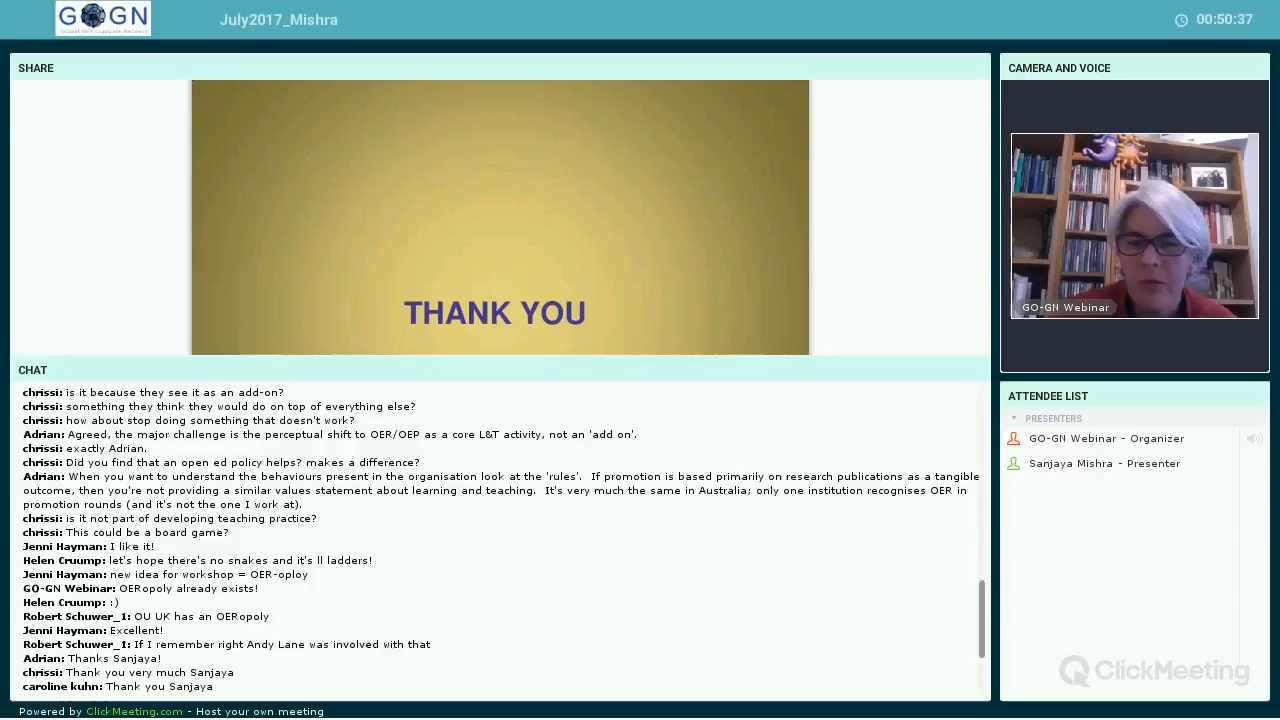 GOGN
July2017_Mishra
00:50:37
SHARE
CAMERA AND VOICE
THANK YOU
GO-GN Webinar
CHAT
chrissi: is it because they see it as an add-on?
chrissi: something they think they would do on top of everything else?
chrissi: how about stop doing something that doesn't work?
Adrian: Agreed, the major challenge is the perceptual shift to OER/OEP as a core L&T activity, not an 'add on'.
chrissi: exactly Adrian.
chrissi: Did you find that an open ed policy helps? makes a difference?
Adrian: When you want to understand the behaviours present in the organisation look at the 'rules'.  If promotion is based primarily on research publications as a tangible
outcome, then you're not providing a similar values statement about learning and teaching.  It's very much the same in Australia; only one institution recognises OER in
promotion rounds (and it's not the one I work at).
chrissi: is it not part of developing teaching practice?
chrissi: This could be a board game?
Jenni Hayman: I like it!
Helen Cruump: let's hope there's no snakes and it's ll ladders!
Jenni Hayman: new idea for workshop = OER-oploy
GO-GN Webinar: OERopoly already exists!
Helen Cruump: :)
Robert Schuwer_1: OU UK has an OERopoly
Jenni Hayman: Excellent!
Robert Schuwer_1: If I remember right Andy Lane was involved with that
Adrian: Thanks Sanjaya!
chrissi: Thank you very much Sanjaya
caroline kuhn: Thank you Sanjaya
ATTENDEE LIST
PRESENTERS
GO-GN Webinar - Organizer
Sanjaya Mishra - Presenter
ClickMeeting
Powered by ClickMeeting.com - Host your own meeting